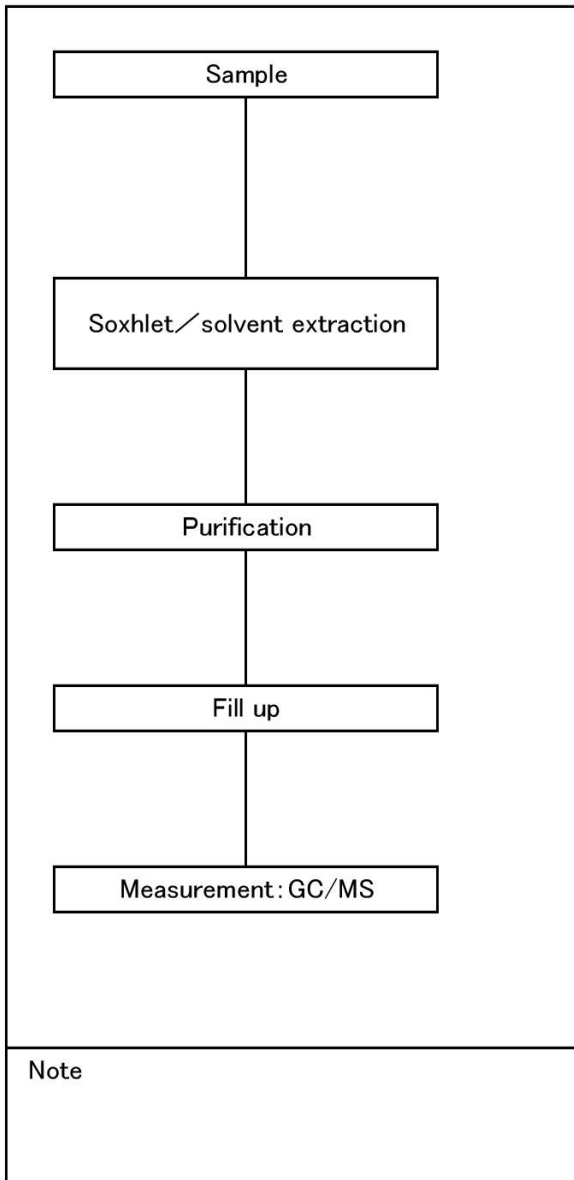 Sample
Soxhlet／solvent extraction
Purification
Fill up
Measurement:GC/MS
Note